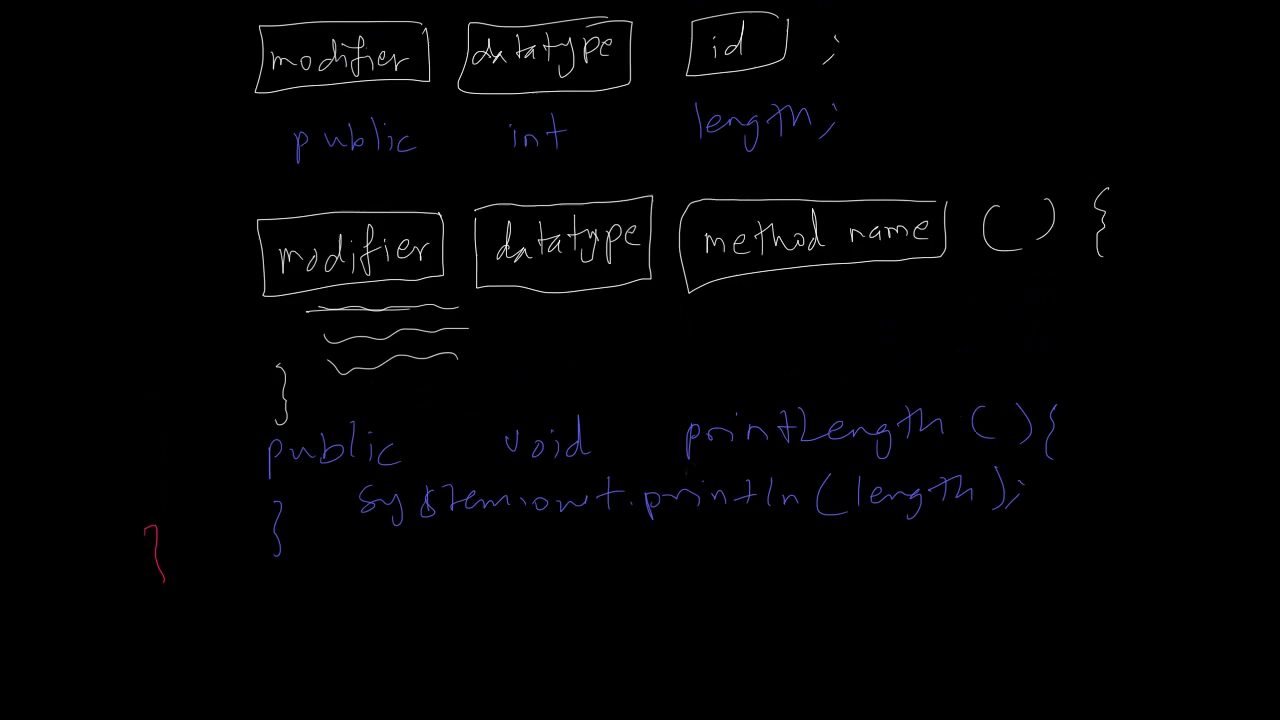 modifier datatype id ;
public int length;
modifier datatype method name ( ) {
}
public void printLength ( ) {
system.out.println (length);
}
}